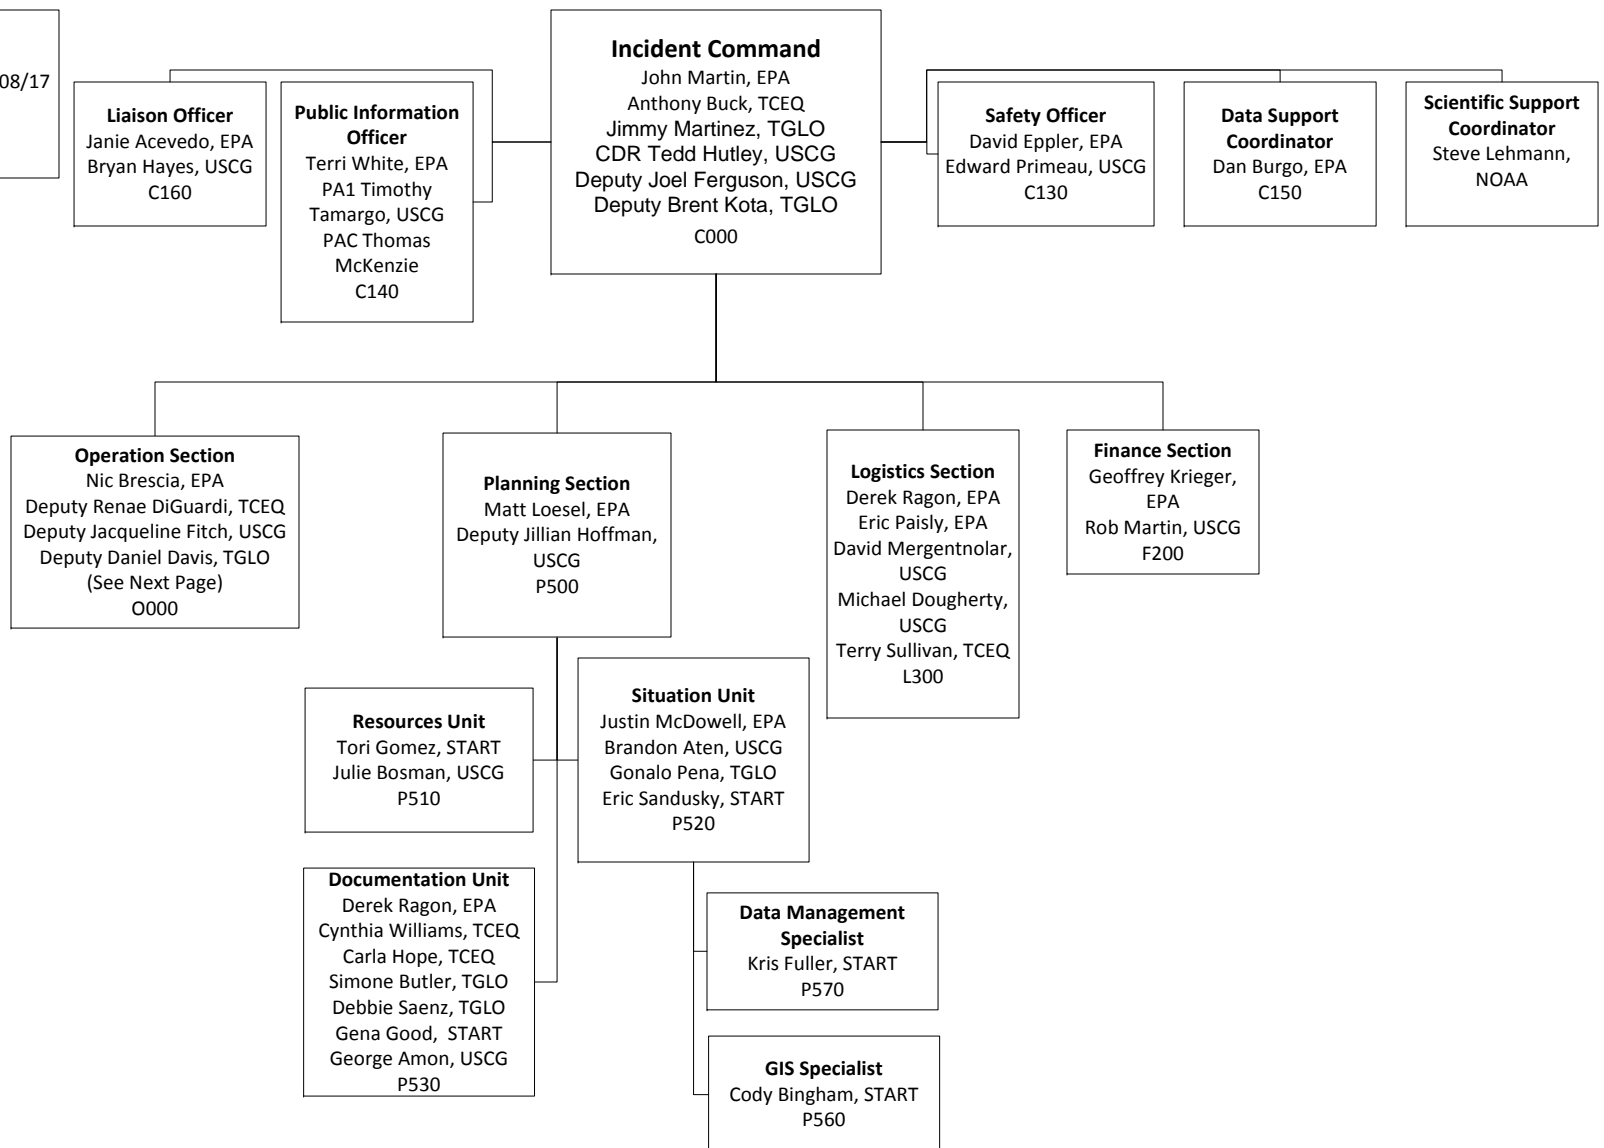 08/17
Incident Command
John Martin, EPA
Anthony Buck, TCEQ
Jimmy Martinez, TGLO
CDR Tedd Hutley, USCG
Deputy Joel Ferguson, USCG
Deputy Brent Kota, TGLO
C000
Liaison Officer
Janie Acevedo, EPA
Bryan Hayes, USCG
C160
Public Information
Officer
Terri White, EPA
PA1 Timothy
Tamargo, USCG
PAC Thomas
McKenzie
C140
Safety Officer
David Eppler, EPA
Edward Primeau, USCG
C130
Data Support
Coordinator
Dan Burgo, EPA
C150
Scientific Support
Coordinator
Steve Lehmann,
NOAA
Operation Section
Nic Brescia, EPA
Deputy Renae DiGuardi, TCEQ
Deputy Jacqueline Fitch, USCG
Deputy Daniel Davis, TGLO
(See Next Page)
O000
Planning Section
Matt Loesel, EPA
Deputy Jillian Hoffman,
USCG
P500
Logistics Section
Derek Ragon, EPA
Eric Paisly, EPA
David Mergentnolar,
USCG
Michael Dougherty,
USCG
Terry Sullivan, TCEQ
L300
Finance Section
Geoffrey Krieger,
EPA
Rob Martin, USCG
F200
Resources Unit
Tori Gomez, START
Julie Bosman, USCG
P510
Situation Unit
Justin McDowell, EPA
Brandon Aten, USCG
Gonalo Pena, TGLO
Eric Sandusky, START
P520
Documentation Unit
Derek Ragon, EPA
Cynthia Williams, TCEQ
Carla Hope, TCEQ
Simone Butler, TGLO
Debbie Saenz, TGLO
Gena Good,  START
George Amon, USCG
P530
Data Management
Specialist
Kris Fuller, START
P570
GIS Specialist
Cody Bingham, START
P560